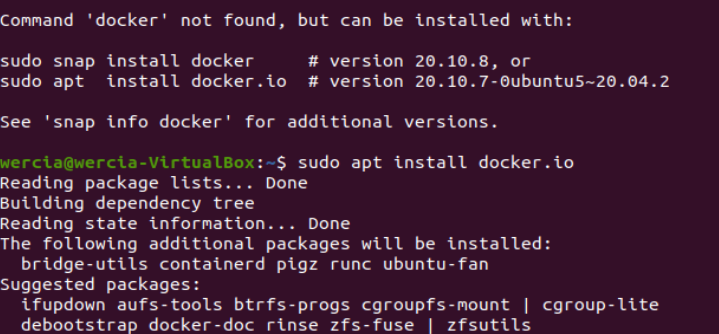 Command 'docker' not found, but can be installed with:
sudo snap install docker     # version 20.10.8, or
sudo apt  install docker.io  # version 20.10.7-0ubuntu5~20.04.2
See 'snap info docker' for additional versions.
wercia@wercia-VirtualBox:~$ sudo apt install docker.io
Reading package lists... Done
Building dependency tree
Reading state information... Done
The following additional packages will be installed:
  bridge-utils containerd pigz runc ubuntu-fan
Suggested packages:
  ifupdown aufs-tools btrfs-progs cgroupfs-mount | cgroup-lite
  debootstrap docker-doc rinse zfs-fuse | zfsutils